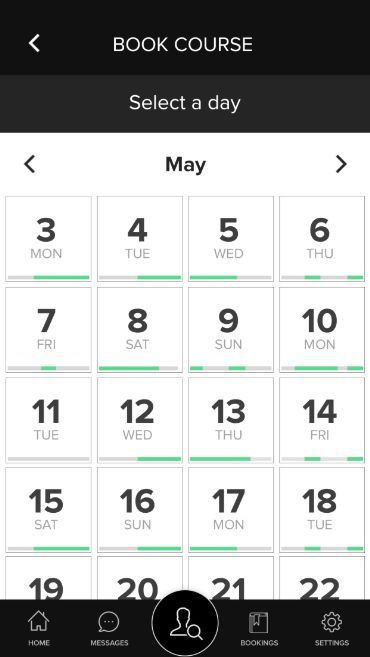 BOOK COURSE
Select a day
May
3 4 5 6
MON TUE WED THU
7 8 9 10
FRI SAT SUN MON
11 12 13 14
TUE WED THU FRI
15 16 17 18
SAT SUN MON TUE
19 20 21 22
HOME MESSAGES BOOKINGS SETTINGS